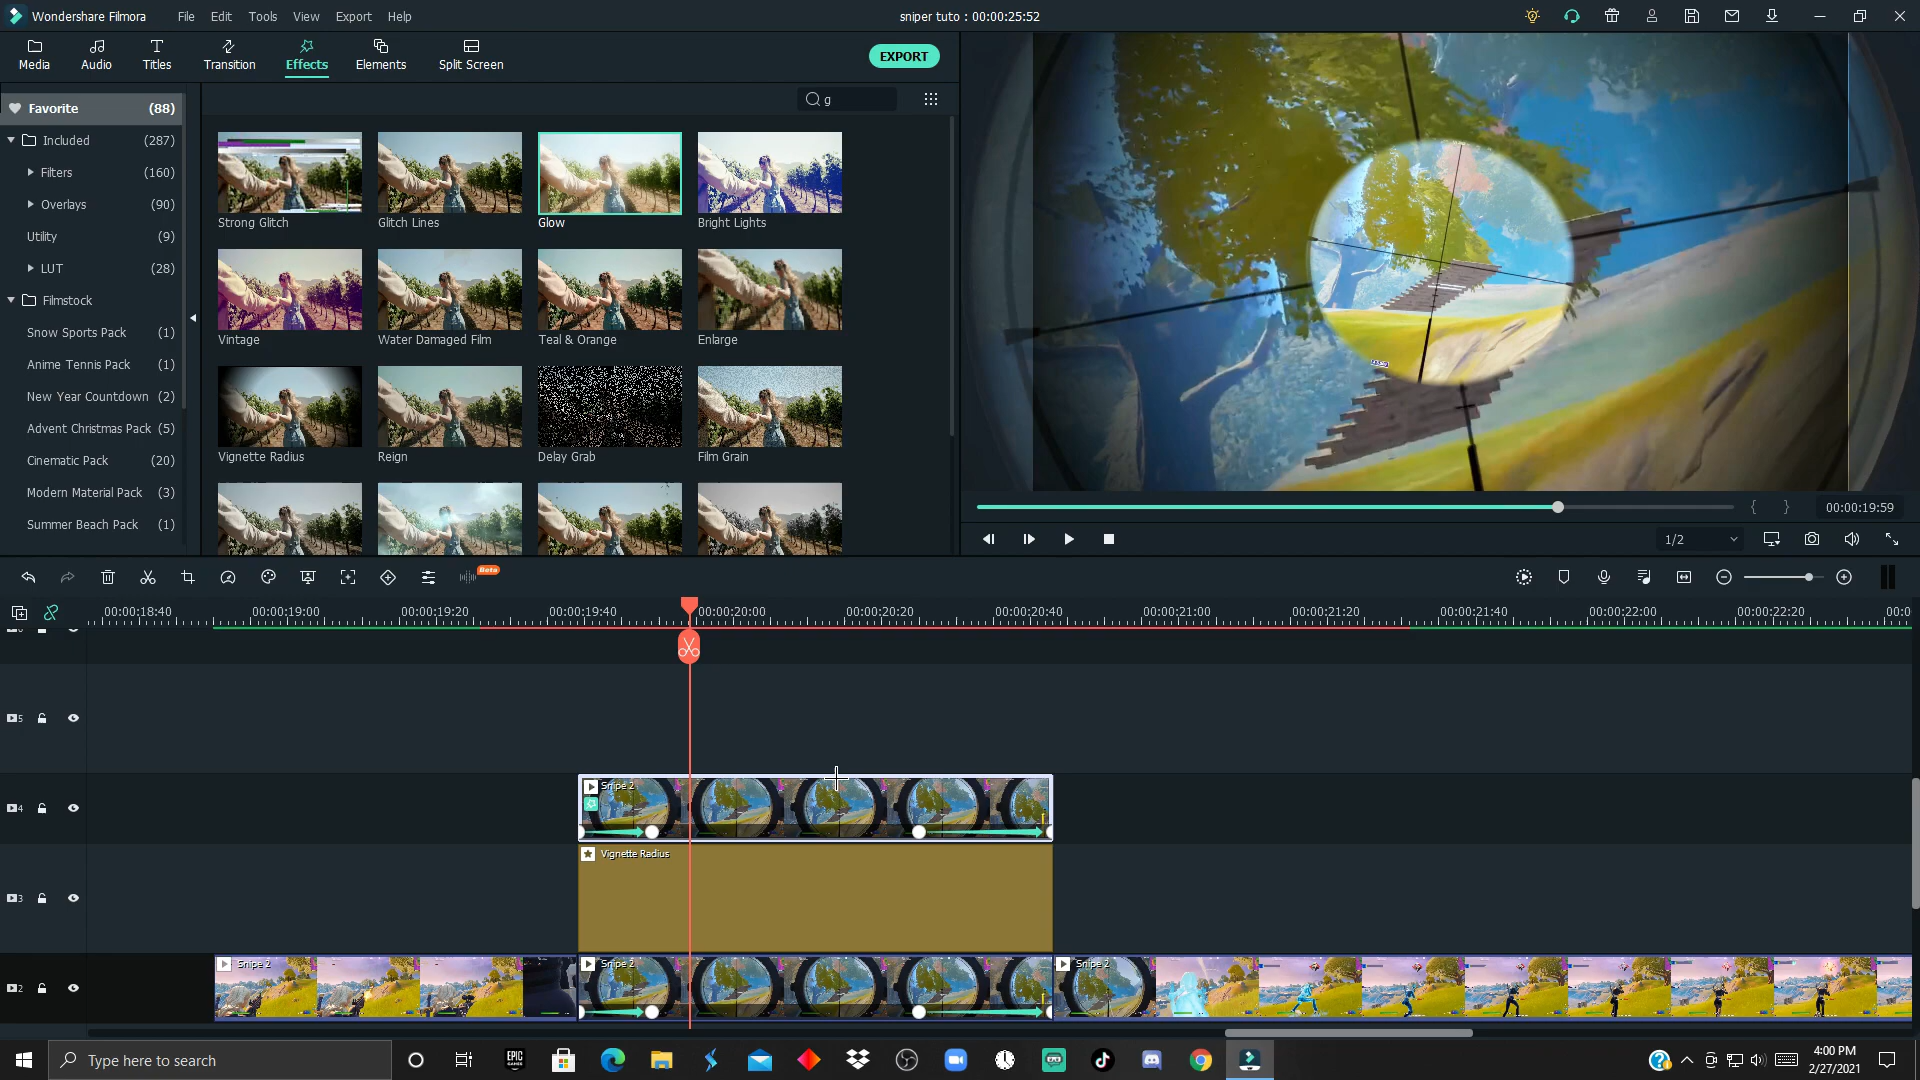 Wondershare Filmora
File
Edit
Tools
View
Export
Help
sniper tuto : 00:00:25:52
Media
Audio
Titles
Transition
Effects
Elements
Split Screen
EXPORT
Favorite (88)
g
Included (287)
Filters (160)
Overlays (90)
Utility (9)
LUT (28)
Filmstock
Snow Sports Pack (1)
Anime Tennis Pack (1)
New Year Countdown (2)
Advent Christmas Pack (5)
Cinematic Pack (20)
Modern Material Pack (3)
Summer Beach Pack (1)
Strong Glitch
Glitch Lines
Glow
Bright Lights
Vintage
Water Damaged Film
Teal & Orange
Enlarge
Vignette Radius
Reign
Delay Grab
Film Grain
00:00:19:59
1/2
Beta
00:00:18:40
00:00:19:00
00:00:19:20
00:00:19:40
00:00:20:00
00:00:20:20
00:00:20:40
00:00:21:00
00:00:21:20
00:00:21:40
00:00:22:00
00:00:22:20
00:0
5
4
Snipe 2
3
Vignette Radius
2
Snipe 2
Snipe 2
Snipe 2
Type here to search
EPIC
GAMES
4:00 PM
2/27/2021